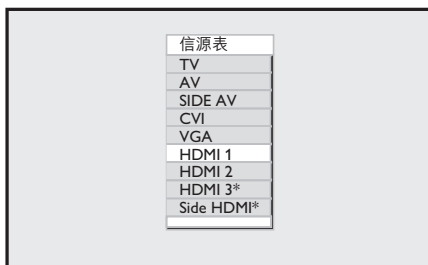 信源表
TV
AV
SIDE AV
CVI
VGA
HDMI 1
HDMI 2
HDMI 3*
Side HDMI*